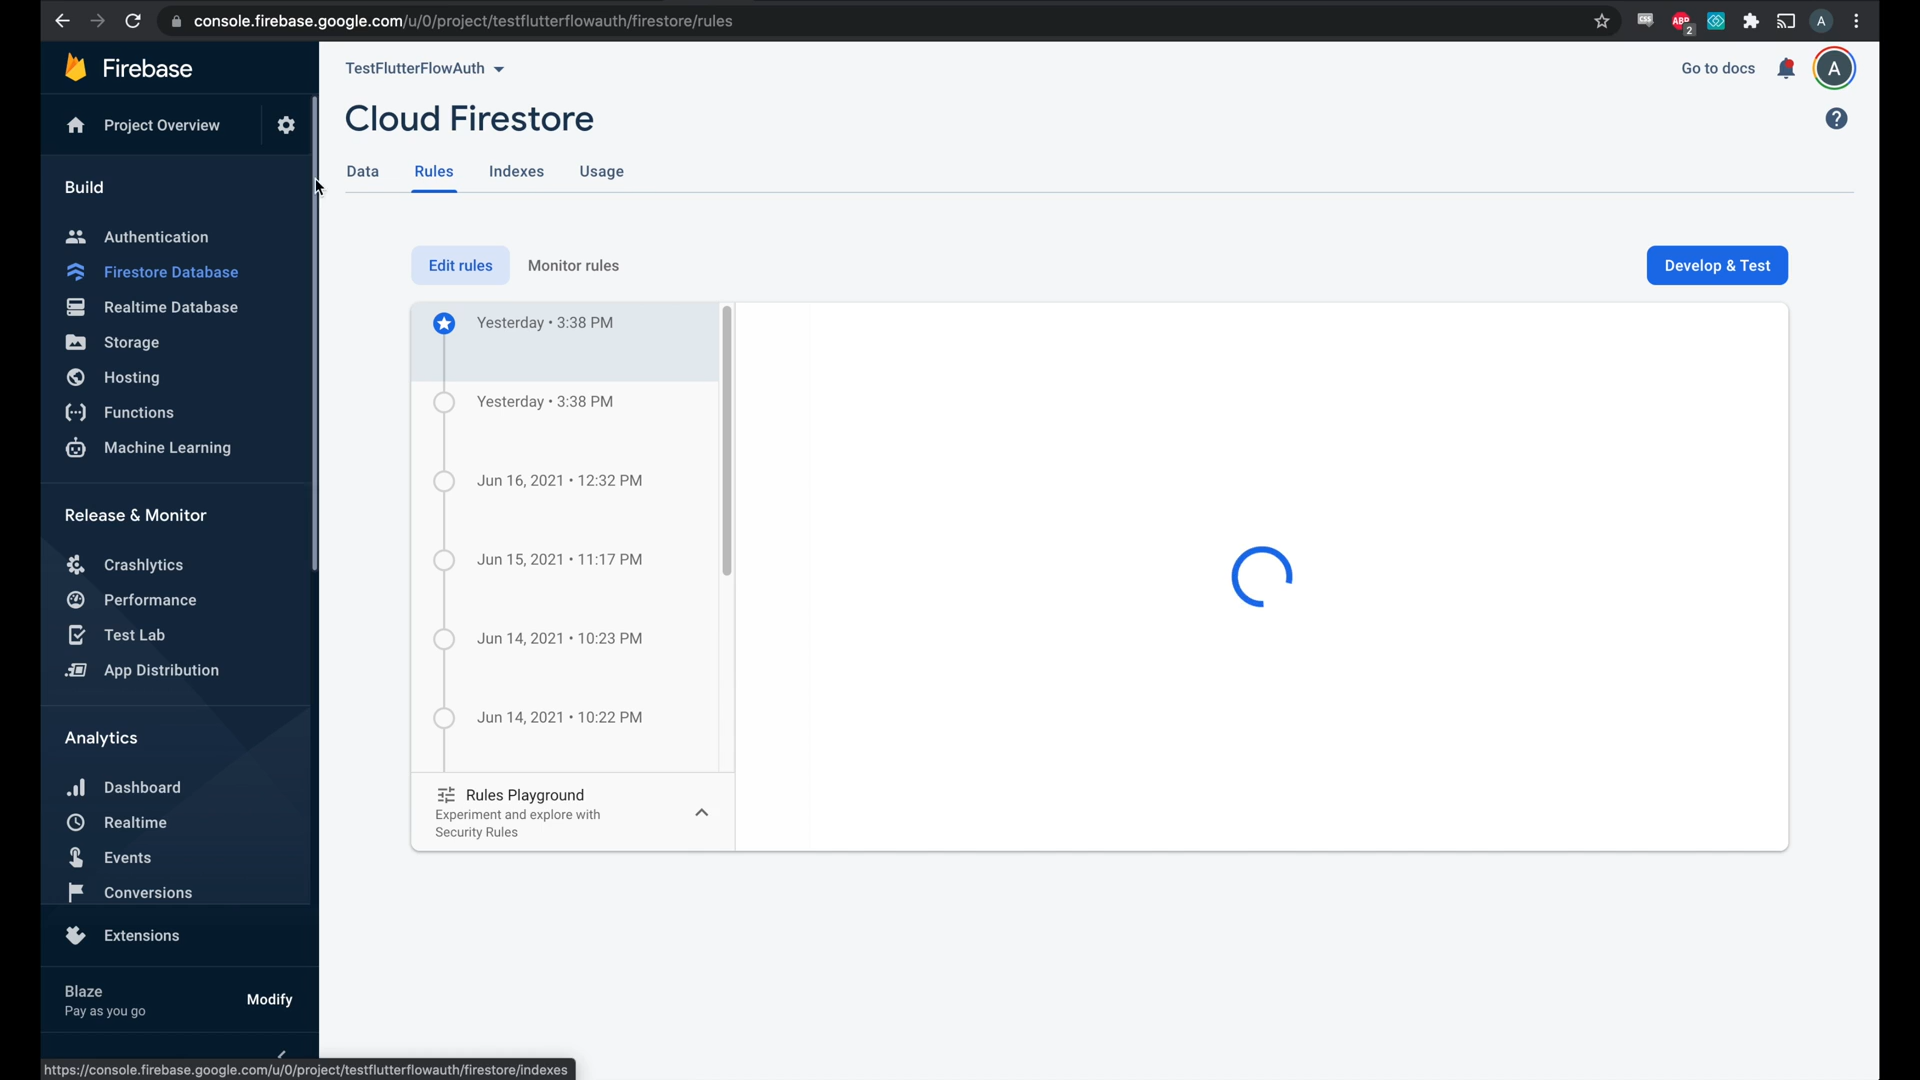 console.firebase.google.com/u/0/project/testflutterflowauth/firestore/rules
CSS
ABP
2
A
Firebase
Project Overview
Build
Authentication
Firestore Database
Realtime Database
Storage
Hosting
Functions
Machine Learning
Release & Monitor
Crashlytics
Performance
Test Lab
App Distribution
Analytics
Dashboard
Realtime
Events
Conversions
Extensions
Blaze
Pay as you go
Modify
TestFlutterFlowAuth
Go to docs
A
Cloud Firestore
?
Data
Rules
Indexes
Usage
Edit rules
Monitor rules
Develop & Test
Yesterday • 3:38 PM
Yesterday • 3:38 PM
Jun 16, 2021 • 12:32 PM
Jun 15, 2021 • 11:17 PM
Jun 14, 2021 • 10:23 PM
Jun 14, 2021 • 10:22 PM
Rules Playground
Experiment and explore with
Security Rules
https://console.firebase.google.com/u/0/project/testflutterflowauth/firestore/indexes